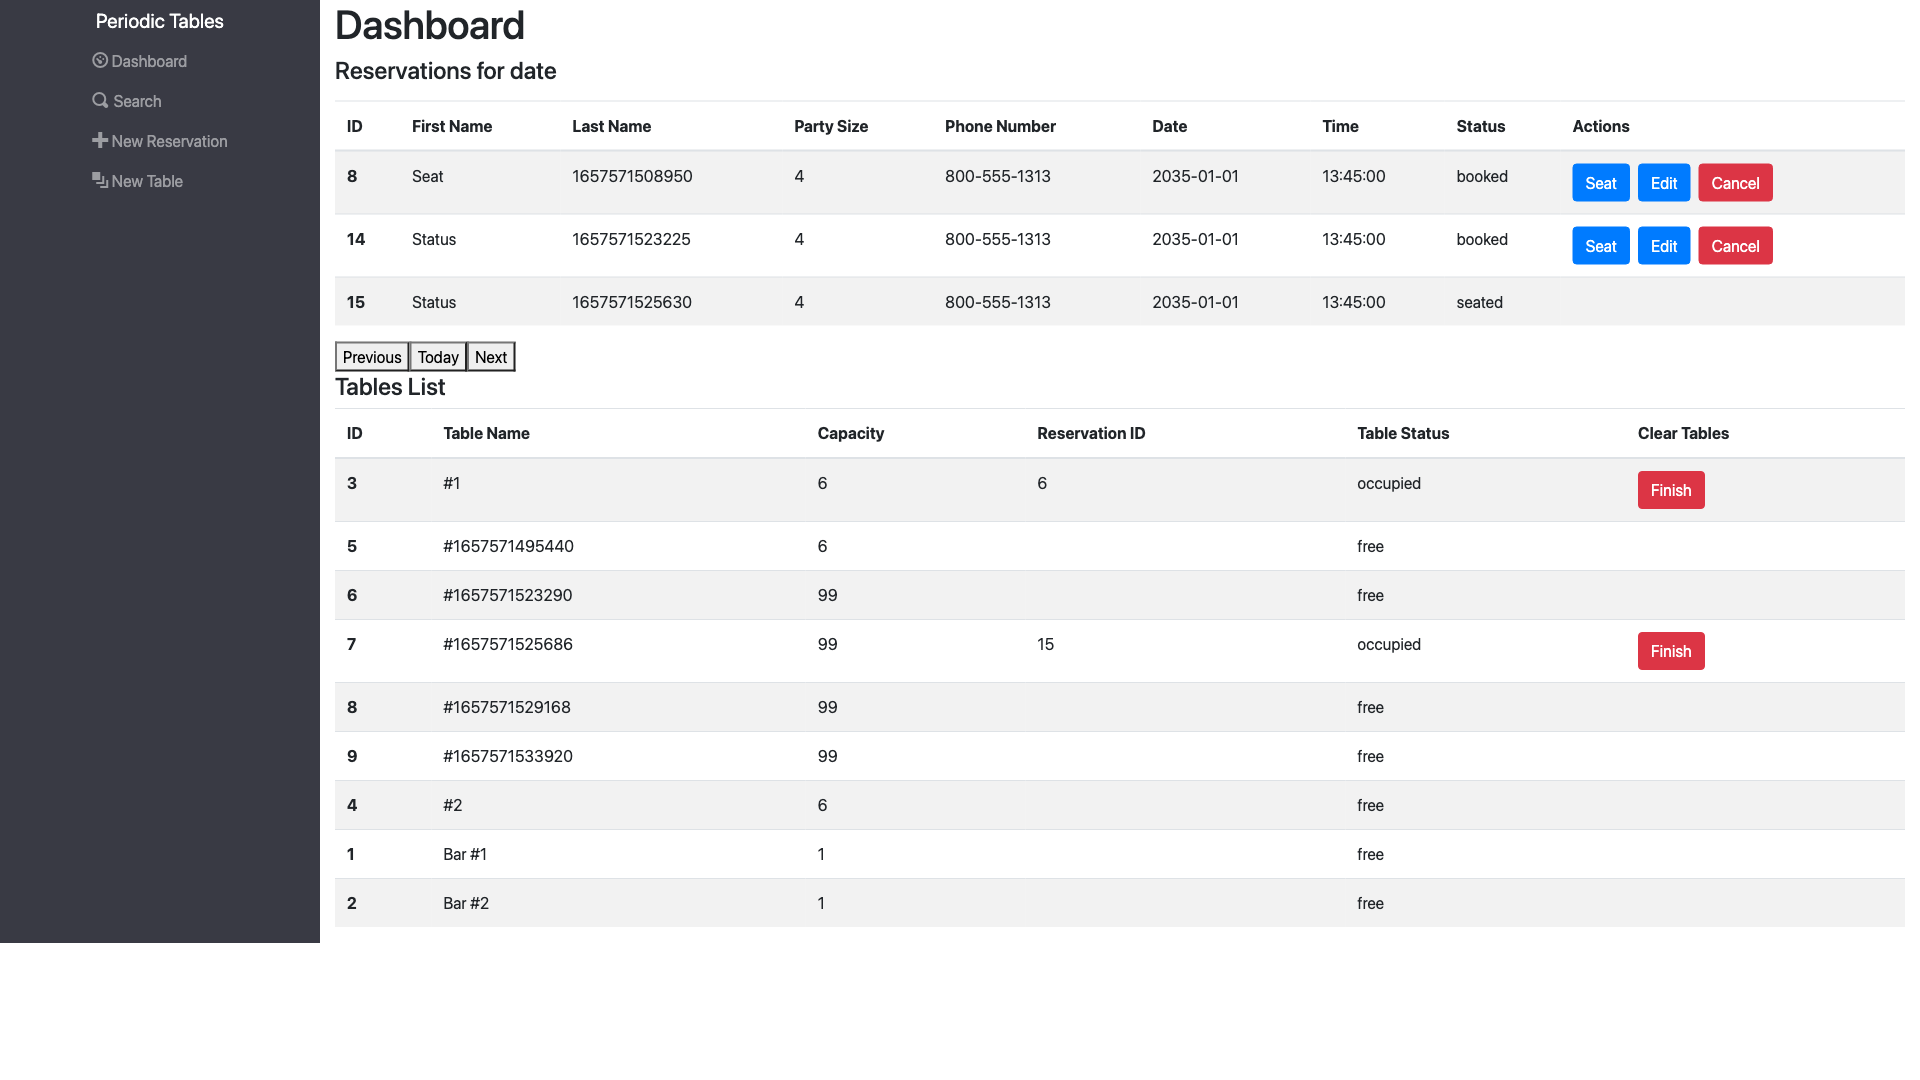 Periodic Tables
Dashboard
Search
New Reservation
New Table
Dashboard
Reservations for date
ID First Name Last Name Party Size Phone Number Date Time Status Actions
8 Seat 1657571508950 4 800-555-1313 2035-01-01 13:45:00 booked Seat Edit Cancel
14 Status 1657571523225 4 800-555-1313 2035-01-01 13:45:00 booked Seat Edit Cancel
15 Status 1657571525630 4 800-555-1313 2035-01-01 13:45:00 seated
Previous Today Next
Tables List
ID Table Name Capacity Reservation ID Table Status Clear Tables
3 #1 6 6 occupied Finish
5 #1657571495440 6 free
6 #1657571523290 99 free
7 #1657571525686 99 15 occupied Finish
8 #1657571529168 99 free
9 #1657571533920 99 free
4 #2 6 free
1 Bar #1 1 free
2 Bar #2 1 free